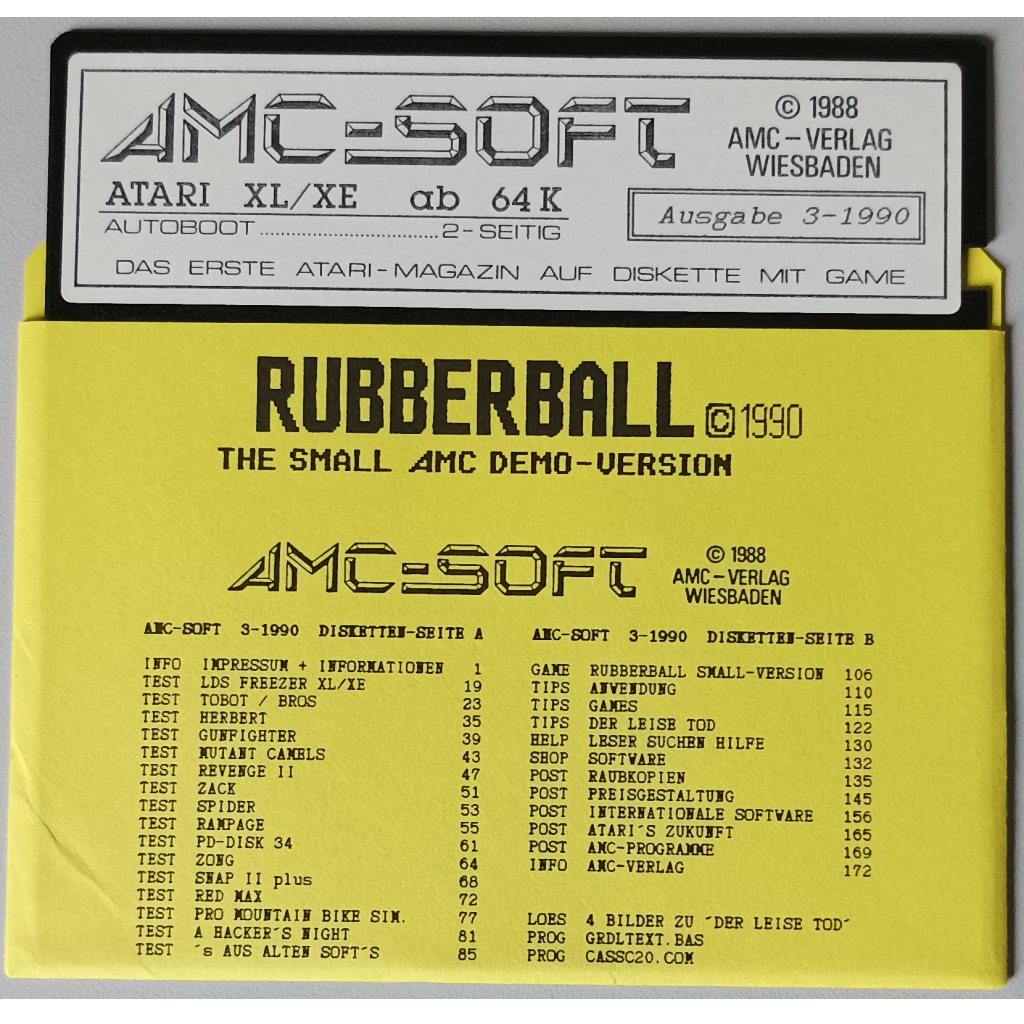 AMC-SOFT
© 1988
AMC-VERLAG
WIESBADEN
ATARI XL/XE ab 64K
AUTOBOOT..................................2-SEITIG
Ausgabe 3-1990
DAS ERSTE ATARI-MAGAZIN AUF DISKETTE MIT GAME
RUBBERBALL ©1990
THE SMALL AMC DEMO-VERSION
AMC-SOFT
© 1988
AMC-VERLAG
WIESBADEN
AMC-SOFT 3-1990 DISKETTEN-SEITE A
INFO IMPRESSUM + INFORMATIONEN 1
TEST LDS FREEZER XL/XE 19
TEST TOBOT / BROS 23
TEST HERBERT 35
TEST GUNFIGHTER 39
TEST MUTANT CAMELS 43
TEST REVENGE II 47
TEST ZACK 51
TEST SPIDER 53
TEST RAMPAGE 55
TEST PD-DISK 34 61
TEST ZONG 64
TEST SNAP II plus 68
TEST RED MAX 72
TEST PRO MOUNTAIN BIKE SIM. 77
TEST A HACKER´S NIGHT 81
TEST ´s AUS ALTEN SOFT´S 85
AMC-SOFT 3-1990 DISKETTEN-SEITE B
GAME RUBBERBALL SMALL-VERSION 106
TIPS ANWENDUNG 110
TIPS GAMES 115
TIPS DER LEISE TOD 122
HELP LESER SUCHEN HILFE 130
SHOP SOFTWARE 132
POST RAUBKOPIEN 135
POST PREISGESTALTUNG 145
POST INTERNATIONALE SOFTWARE 156
POST ATARI´S ZUKUNFT 165
POST AMC-PROGRAMME 169
INFO AMC-VERLAG 172
LOES 4 BILDER ZU ´DER LEISE TOD´
PROG GRDLTEXT.BAS
PROG CASSC20.COM